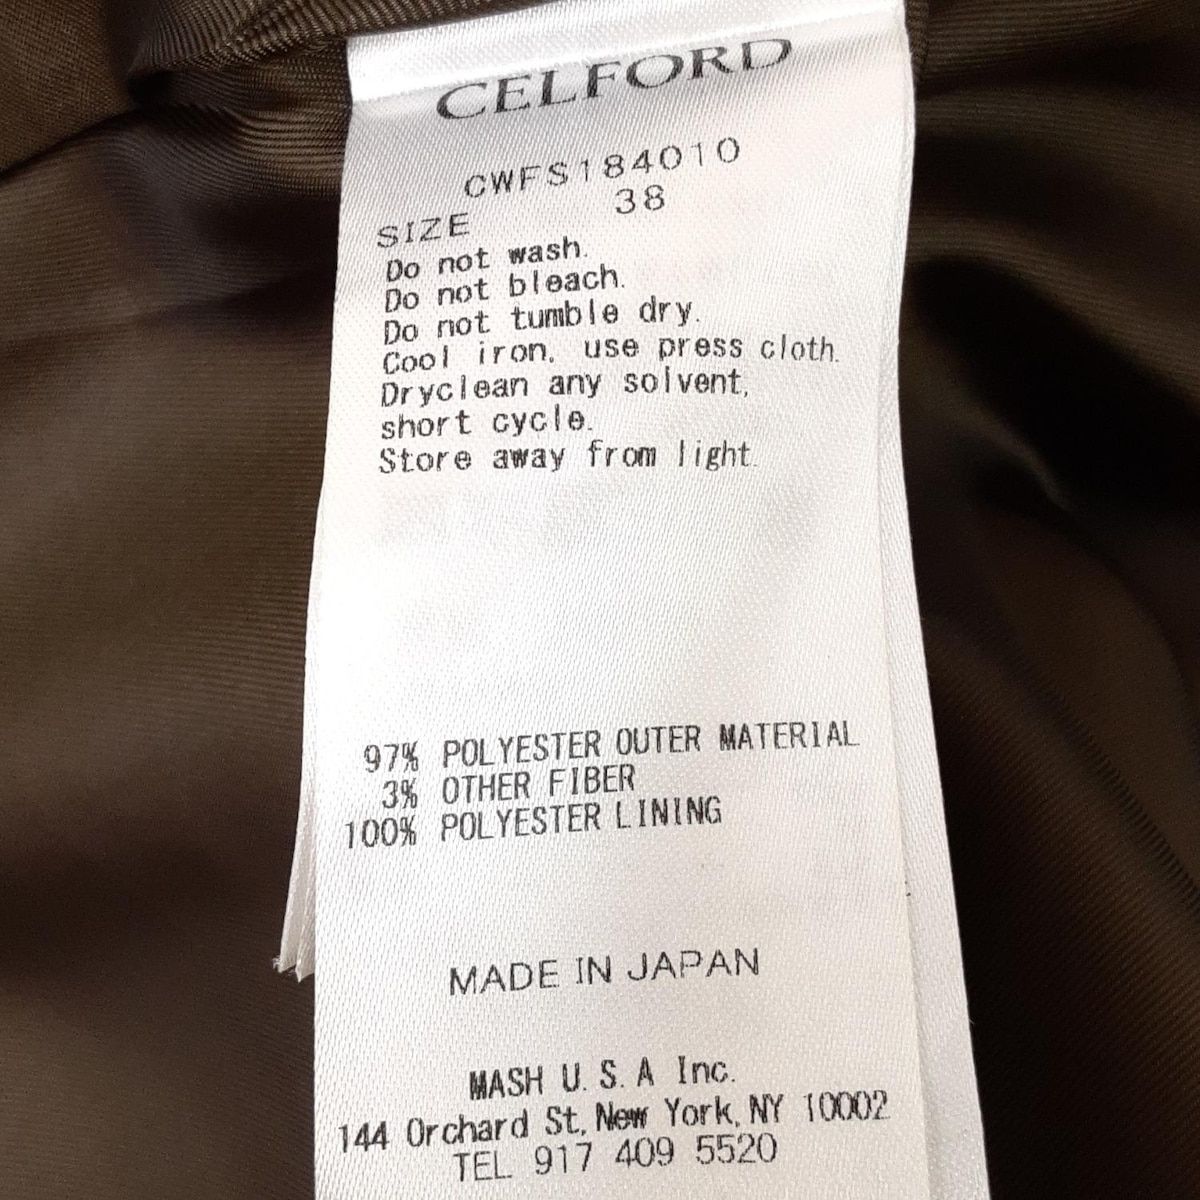 CELFORD
CWFS184010
SIZE 38
Do not wash.
Do not bleach.
Do not tumble dry.
Cool iron, use press cloth.
Dryclean any solvent,
short cycle.
Store away from light.
97% POLYESTER OUTER MATERIAL
3% OTHER FIBER
100% POLYESTER LINING
MADE IN JAPAN
MASH U.S.A Inc.
144 Orchard St, New York, NY 10002
TEL 917 409 5520